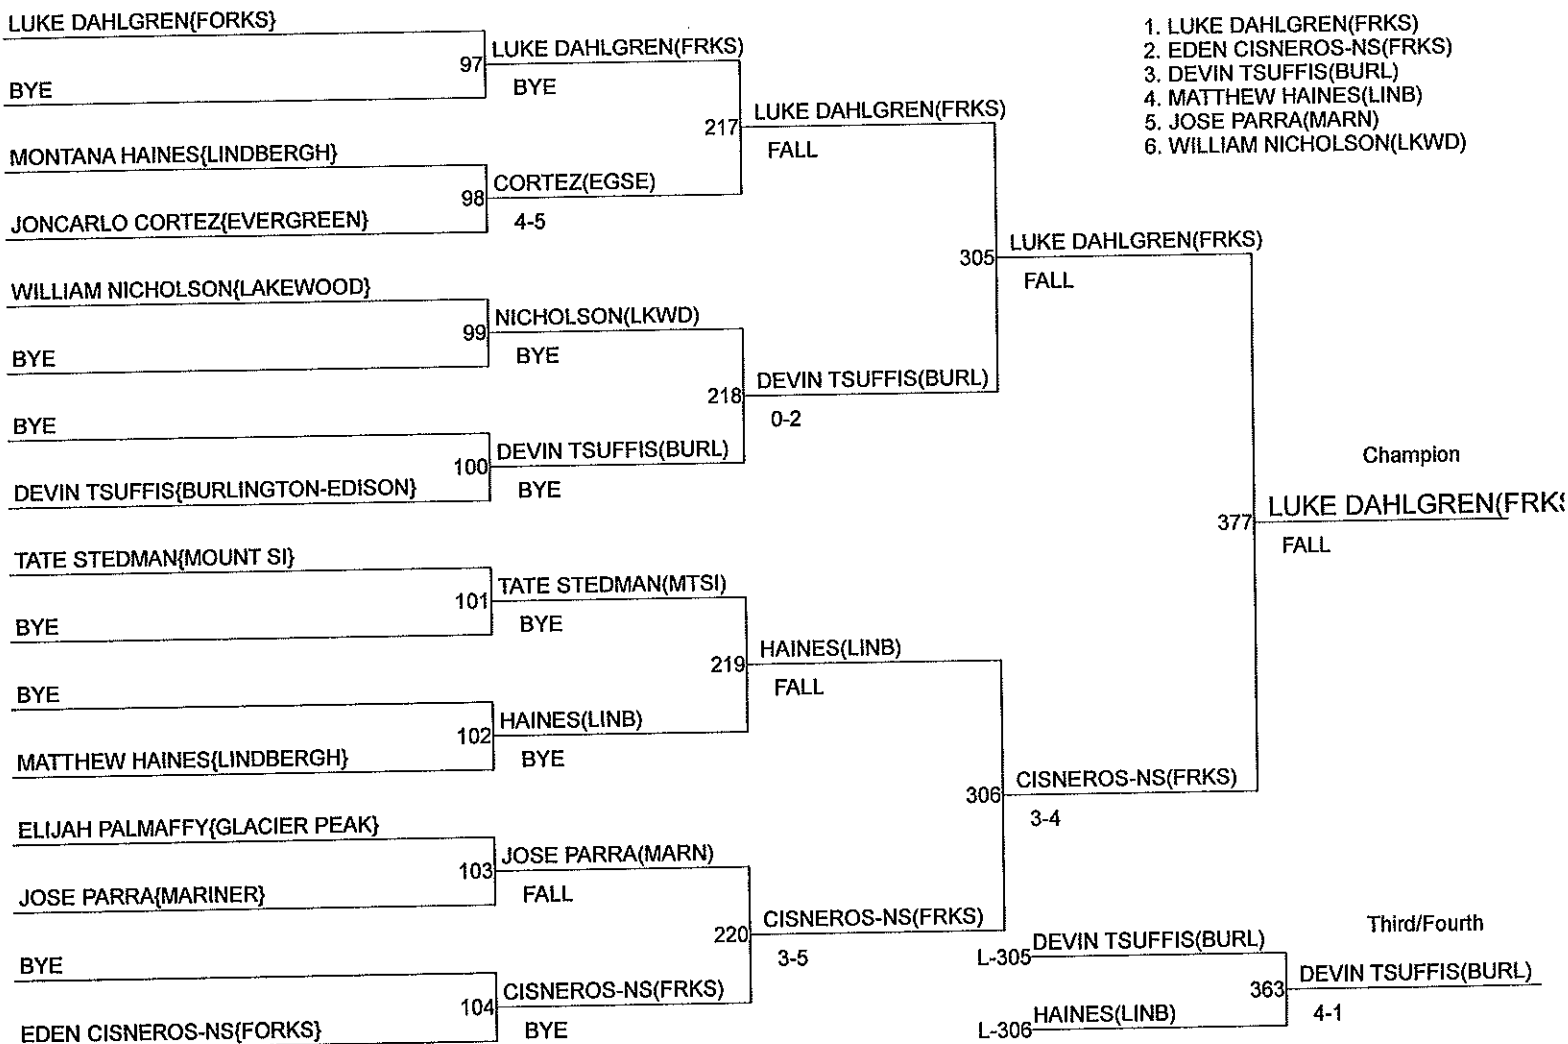 LUKE DAHLGREN{FORKS}
97
BYE
LUKE DAHLGREN(FRKS)
BYE
MONTANA HAINES{LINDBERGH}
98
JONCARLO CORTEZ{EVERGREEN}
CORTEZ(EGSE)
4-5
217
LUKE DAHLGREN(FRKS)
FALL
WILLIAM NICHOLSON{LAKEWOOD}
99
BYE
NICHOLSON(LKWD)
BYE
BYE
100
DEVIN TSUFFIS{BURLINGTON-EDISON}
DEVIN TSUFFIS(BURL)
BYE
218
DEVIN TSUFFIS(BURL)
0-2
305
LUKE DAHLGREN(FRKS)
FALL
TATE STEDMAN{MOUNT SI}
101
BYE
TATE STEDMAN(MTSI)
BYE
BYE
102
MATTHEW HAINES{LINDBERGH}
HAINES(LINB)
BYE
219
HAINES(LINB)
FALL
ELIJAH PALMAFFY{GLACIER PEAK}
103
JOSE PARRA{MARINER}
JOSE PARRA(MARN)
FALL
BYE
104
EDEN CISNEROS-NS{FORKS}
CISNEROS-NS(FRKS)
BYE
220
CISNEROS-NS(FRKS)
3-5
306
CISNEROS-NS(FRKS)
3-4
377
Champion
LUKE DAHLGREN(FRK
FALL
1. LUKE DAHLGREN(FRKS)
2. EDEN CISNEROS-NS(FRKS)
3. DEVIN TSUFFIS(BURL)
4. MATTHEW HAINES(LINB)
5. JOSE PARRA(MARN)
6. WILLIAM NICHOLSON(LKWD)
Third/Fourth
L-305 DEVIN TSUFFIS(BURL)
363
L-306 HAINES(LINB)
DEVIN TSUFFIS(BURL)
4-1